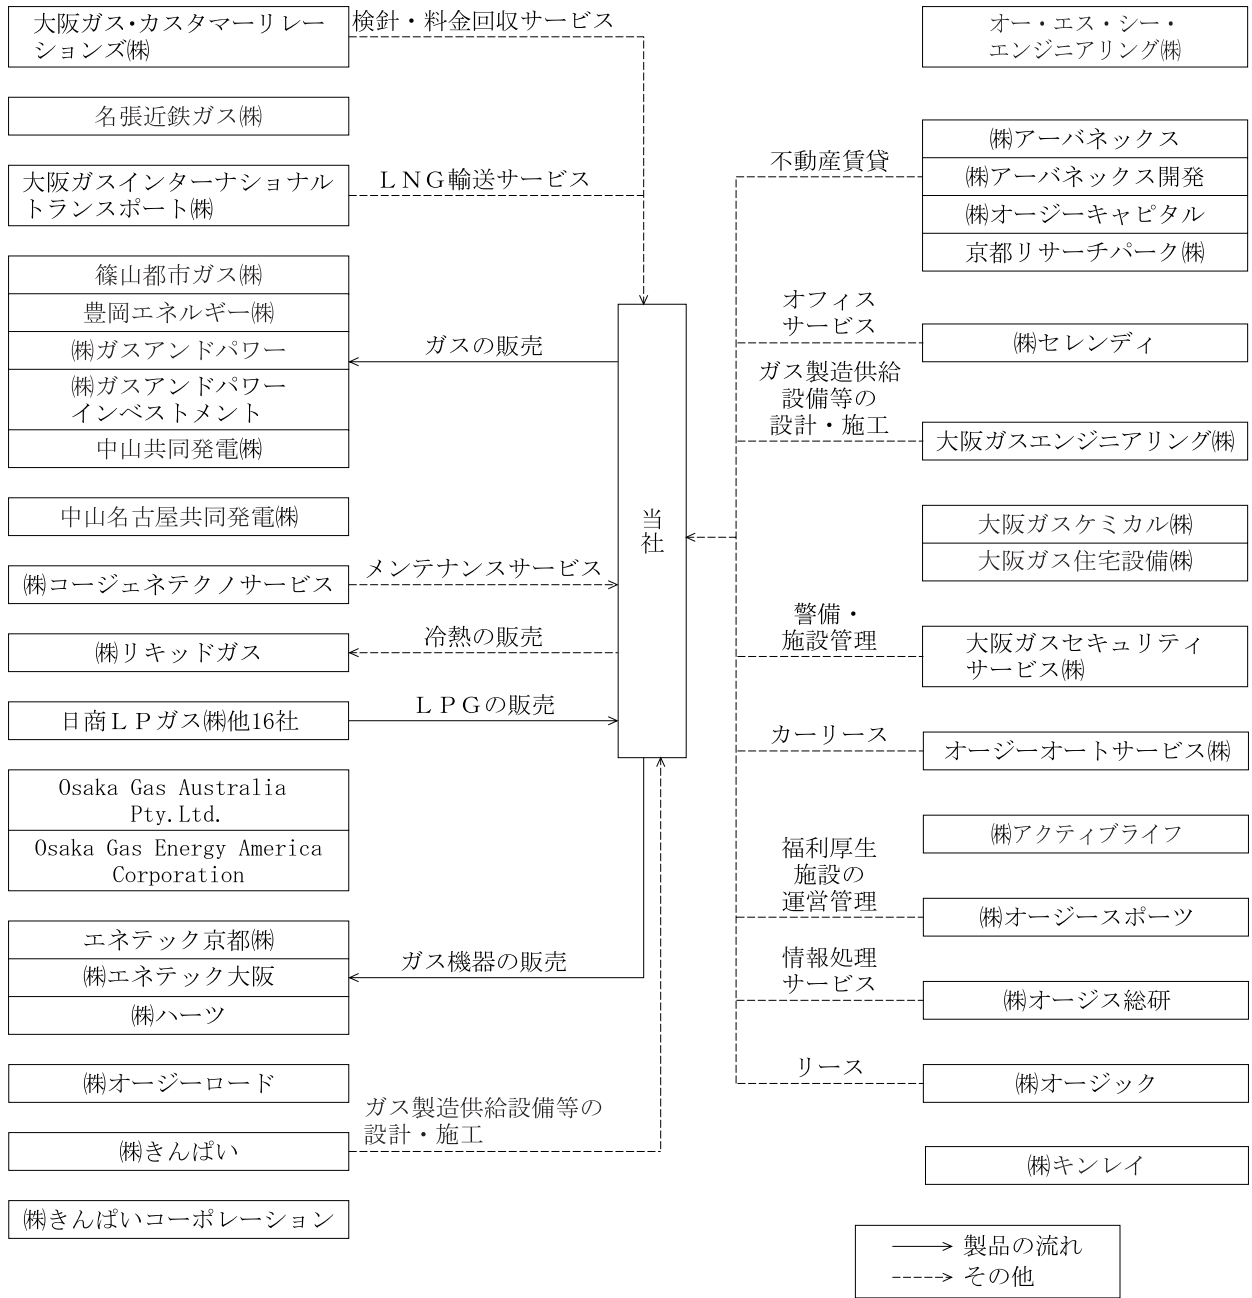 大阪ガス・カスタマーリレー
ションズ㈱
検針・料金回収サービス
名張近鉄ガス㈱
大阪ガスインターナショナル
トランスポート㈱
ＬＮＧ輸送サービス
篠山都市ガス㈱
豊岡エネルギー㈱
㈱ガスアンドパワー
㈱ガスアンドパワー
インベストメント
中山共同発電㈱
ガスの販売
中山名古屋共同発電㈱
㈱コージェネテクノサービス
メンテナンスサービス
㈱リキッドガス
冷熱の販売
日商ＬＰガス㈱他16社
ＬＰＧの販売
Osaka Gas Australia
Pty.Ltd.
Osaka Gas Energy America
Corporation
エネテック京都㈱
㈱エネテック大阪
㈱ハーツ
ガス機器の販売
㈱オージーロード
㈱きんぱい
ガス製造供給設備等の
設計・施工
㈱きんぱいコーポレーション
当
社
オー・エス・シー・
エンジニアリング㈱
不動産賃貸
㈱アーバネックス
㈱アーバネックス開発
㈱オージーキャピタル
京都リサーチパーク㈱
オフィス
サービス
㈱セレンディ
ガス製造供給
設備等の
設計・施工
大阪ガスエンジニアリング㈱
大阪ガスケミカル㈱
大阪ガス住宅設備㈱
警備・
施設管理
大阪ガスセキュリティ
サービス㈱
カーリース
オージーオートサービス㈱
㈱アクティブライフ
福利厚生
施設の
運営管理
㈱オージースポーツ
情報処理
サービス
㈱オージス総研
リース
㈱オージック
㈱キンレイ
製品の流れ
その他